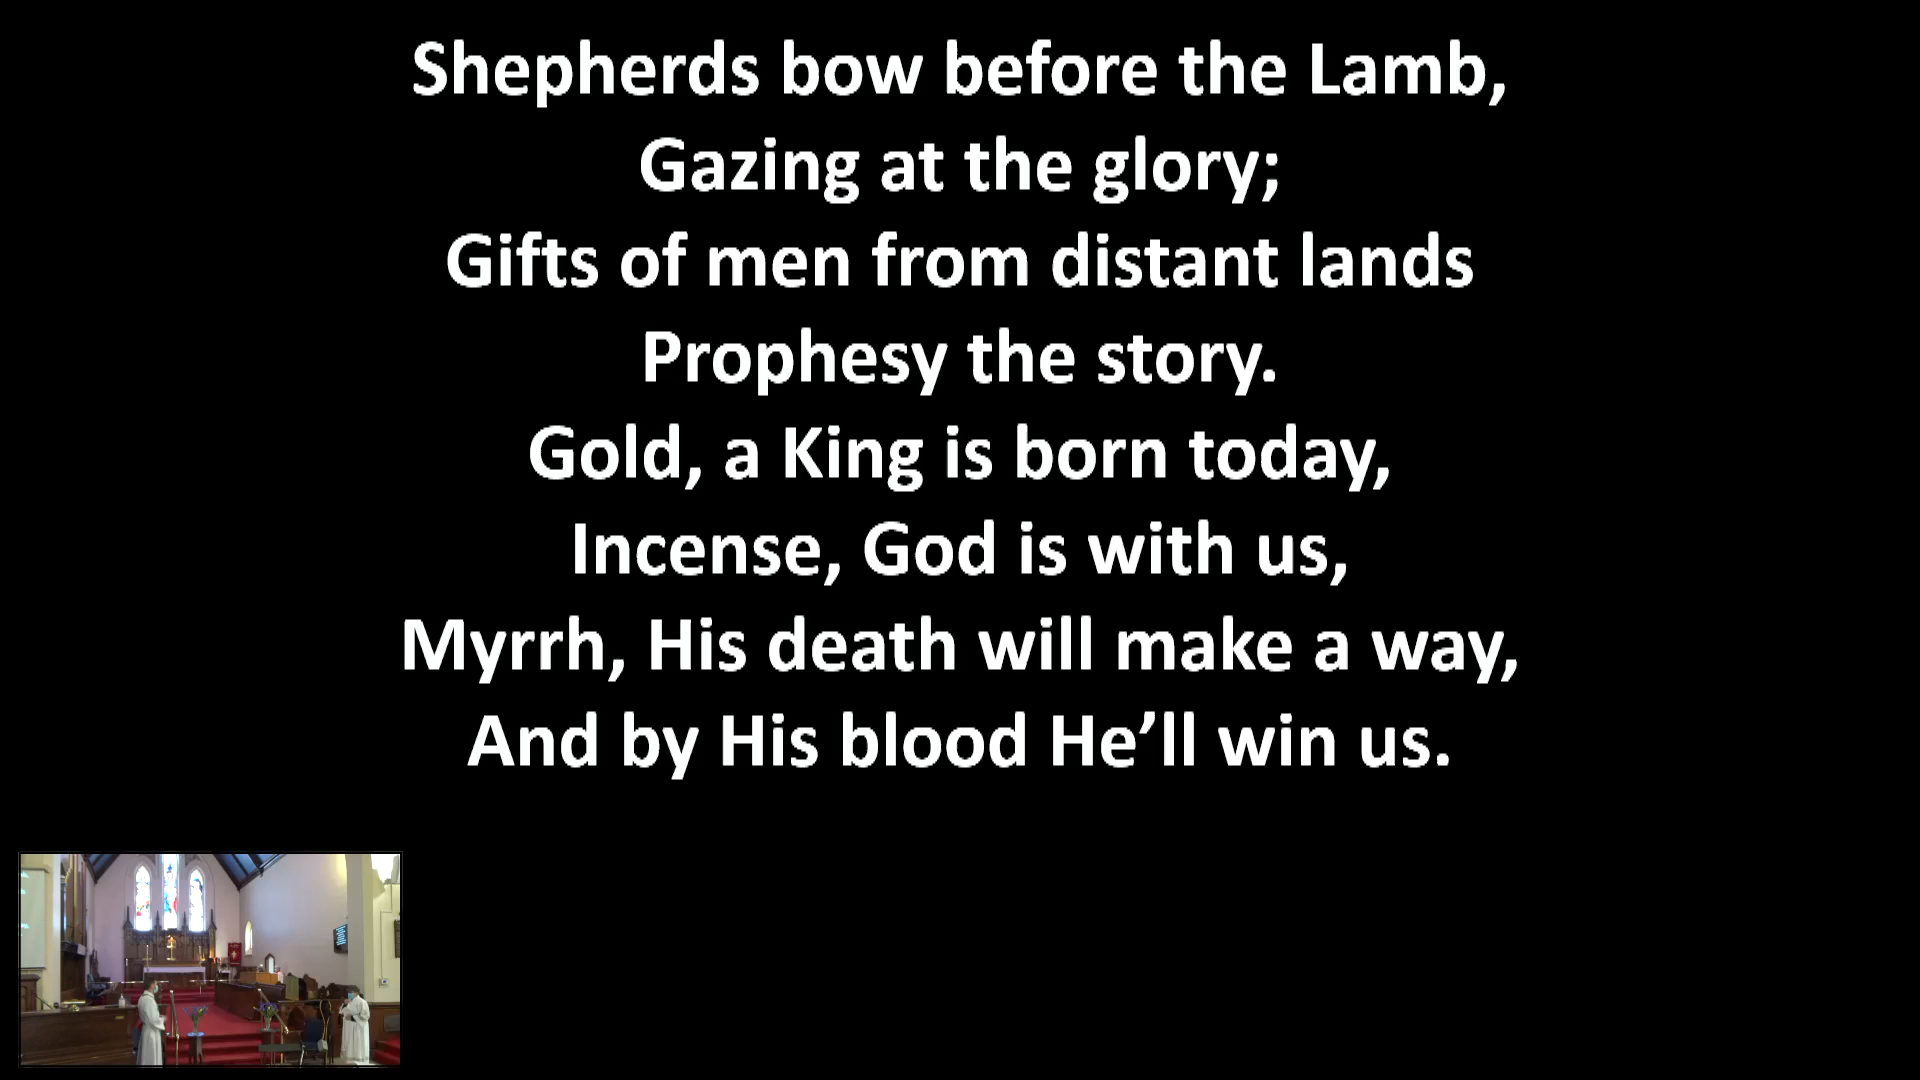 Shepherds bow before the Lamb,
Gazing at the glory;
Gifts of men from distant lands
Prophesy the story.
Gold, a King is born today,
Incense, God is with us,
Myrrh, His death will make a way,
And by His blood He’ll win us.